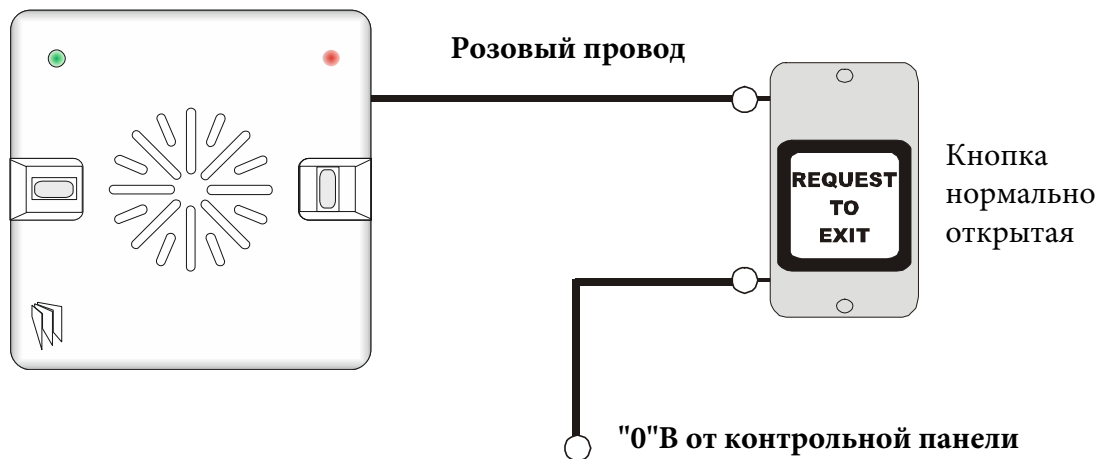 Розовый провод
REQUEST
TO
EXIT
Кнопка
нормально
открытая
"0"В от контрольной панели